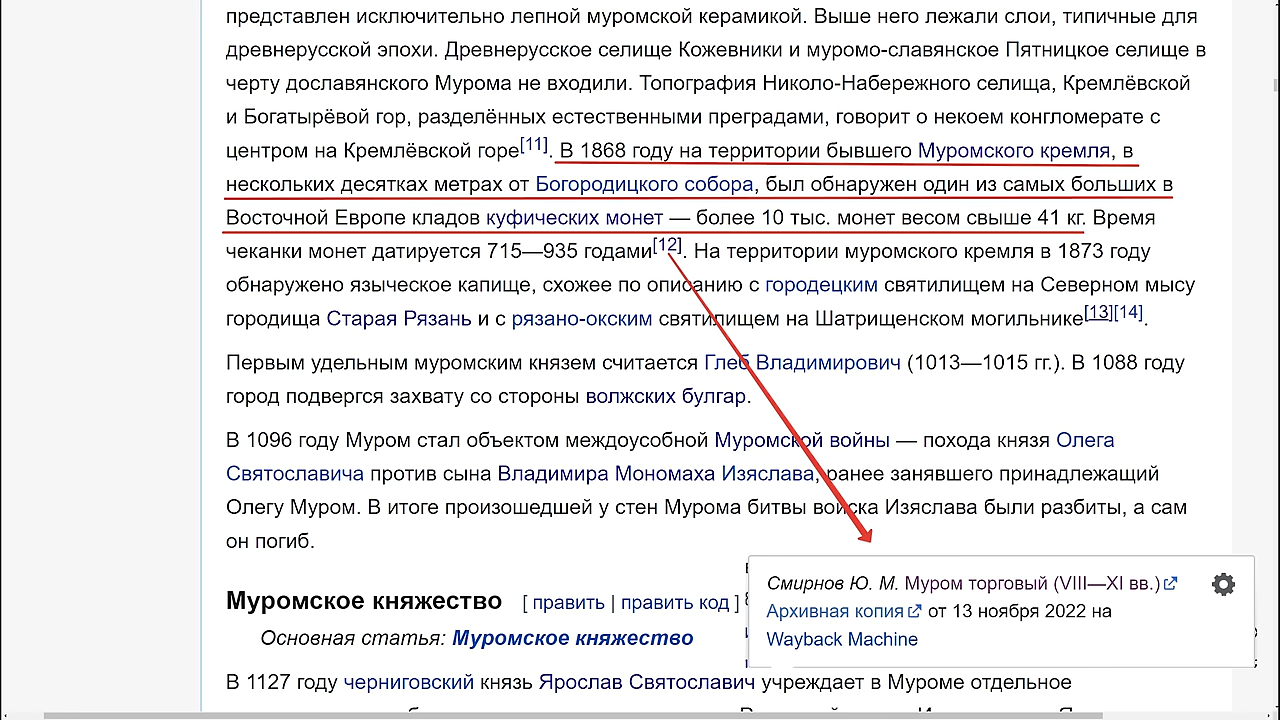 представлен исключительно лепной муромской керамикой. Выше него лежали слои, типичные для
древнерусской эпохи. Древнерусское селище Кожевники и муромо-славянское Пятницкое селище в
черту дославянского Мурома не входили. Топография Николо-Набережного селища, Кремлёвской
и Богатырёвой гор, разделённых естественными преградами, говорит о некоем конгломерате с
центром на Кремлёвской горе[11]. В 1868 году на территории бывшего Муромского кремля, в
нескольких десятках метрах от Богородицкого собора, был обнаружен один из самых больших в
Восточной Европе кладов куфических монет — более 10 тыс. монет весом свыше 41 кг. Время
чеканки монет датируется 715—935 годами[12]. На территории муромского кремля в 1873 году
обнаружено языческое капище, схожее по описанию с городецким святилищем на Северном мысу
городища Старая Рязань и с рязано-окским святилищем на Шатрищенском могильнике[13][14].
Первым удельным муромским князем считается Глеб Владимирович (1013—1015 гг.). В 1088 году
город подвергся захвату со стороны волжских булгар.
В 1096 году Муром стал объектом междоусобной Муромской войны — похода князя Олега
Святославича против сына Владимира Мономаха Изяслава, ранее занявшего принадлежащий
Олегу Муром. В итоге произошедшей у стен Мурома битвы войска Изяслава были разбиты, а сам
он погиб.
Муромское княжество [ править | править код ]
Основная статья: Муромское княжество
Смирнов Ю. М. Муром торговый (VIII—XI вв.)
Архивная копия от 13 ноября 2022 на
Wayback Machine
В 1127 году черниговский князь Ярослав Святославич учреждает в Муроме отдельное